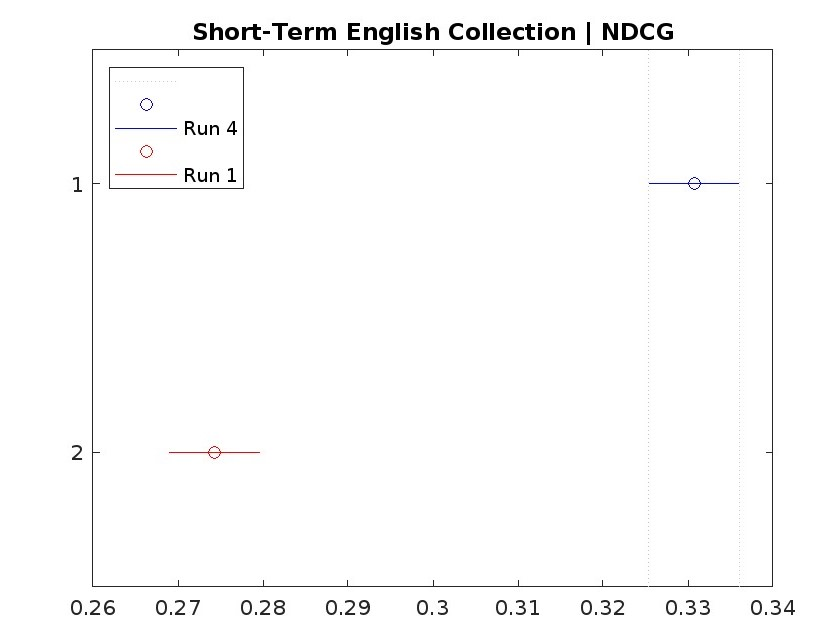 Short-Term English Collection | NDCG
Run 4
Run 1
1
2
0.26 0.27 0.28 0.29 0.3 0.31 0.32 0.33 0.34